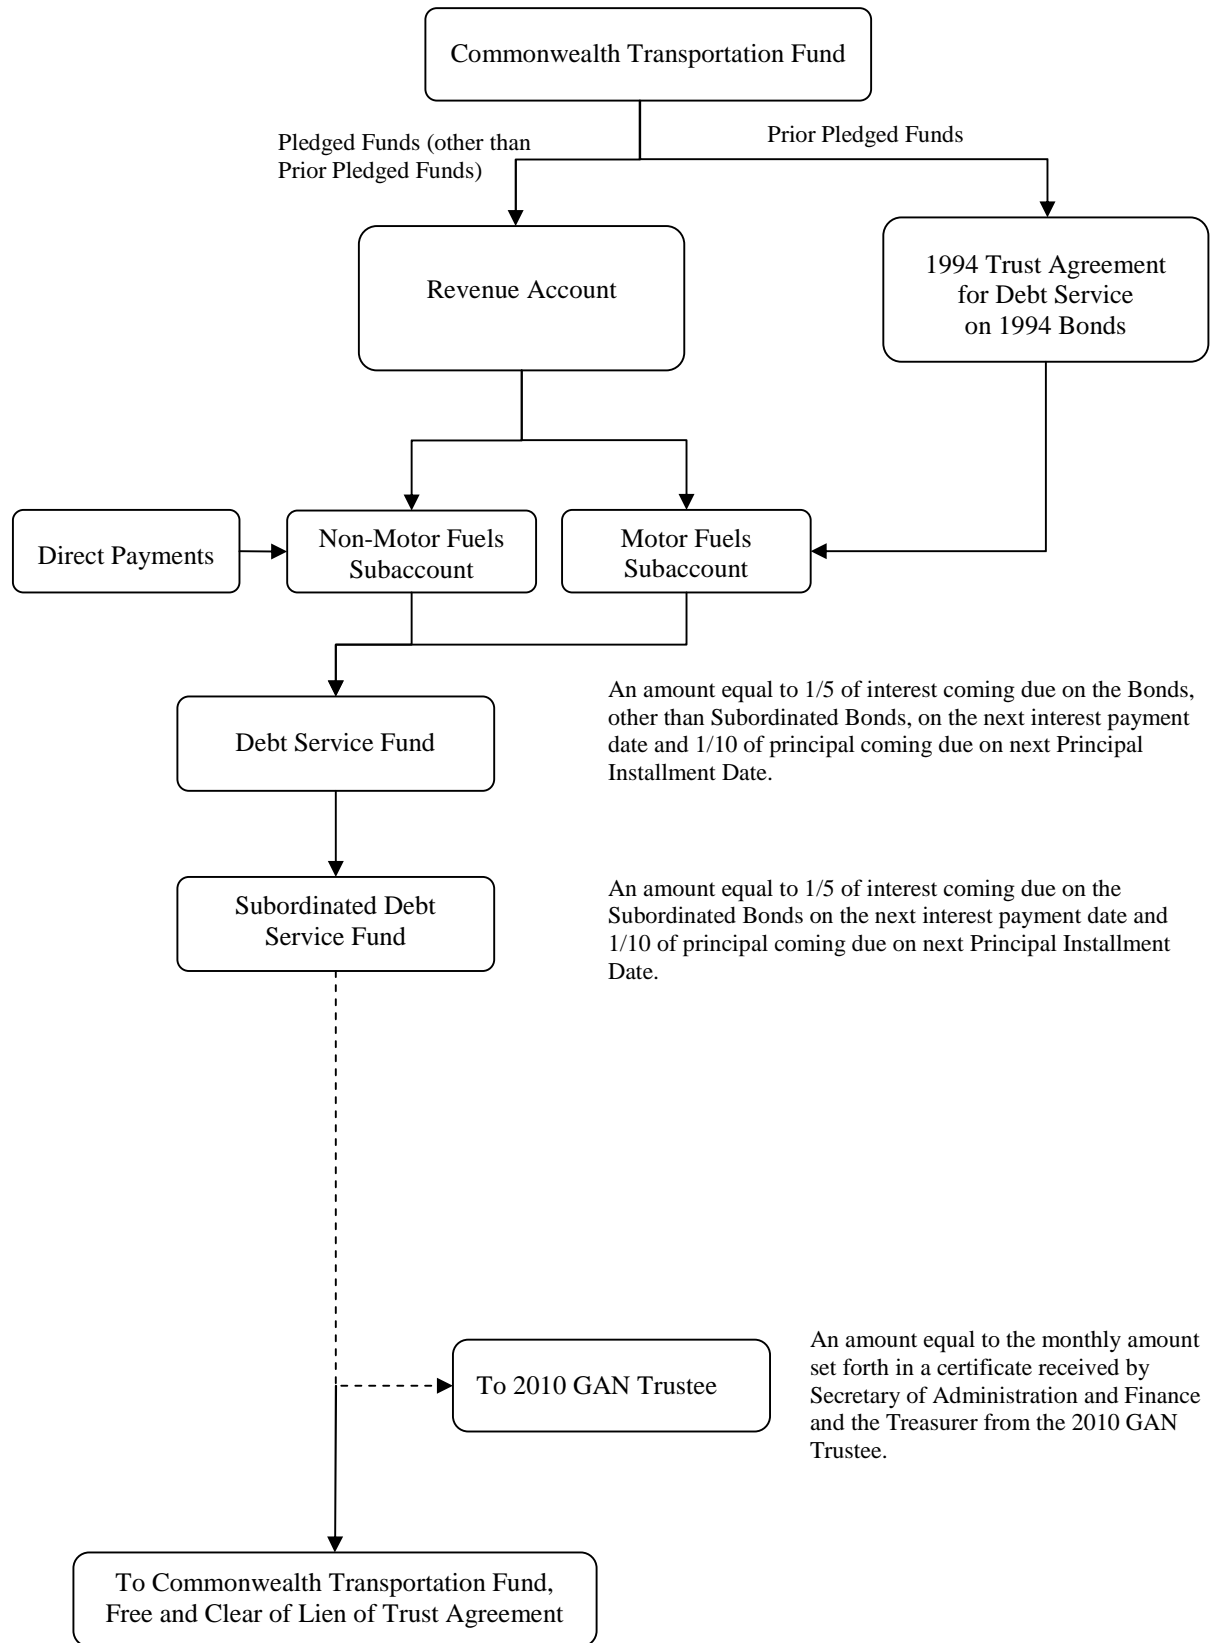 Commonwealth Transportation Fund
Pledged Funds (other than
Prior Pledged Funds)
Prior Pledged Funds
Revenue Account
1994 Trust Agreement
for Debt Service
on 1994 Bonds
Direct Payments
Non-Motor Fuels
Subaccount
Motor Fuels
Subaccount
Debt Service Fund
An amount equal to 1/5 of interest coming due on the Bonds,
other than Subordinated Bonds, on the next interest payment
date and 1/10 of principal coming due on next Principal
Installment Date.
Subordinated Debt
Service Fund
An amount equal to 1/5 of interest coming due on the
Subordinated Bonds on the next interest payment date and
1/10 of principal coming due on next Principal Installment
Date.
To 2010 GAN Trustee
An amount equal to the monthly amount
set forth in a certificate received by
Secretary of Administration and Finance
and the Treasurer from the 2010 GAN
Trustee.
To Commonwealth Transportation Fund,
Free and Clear of Lien of Trust Agreement